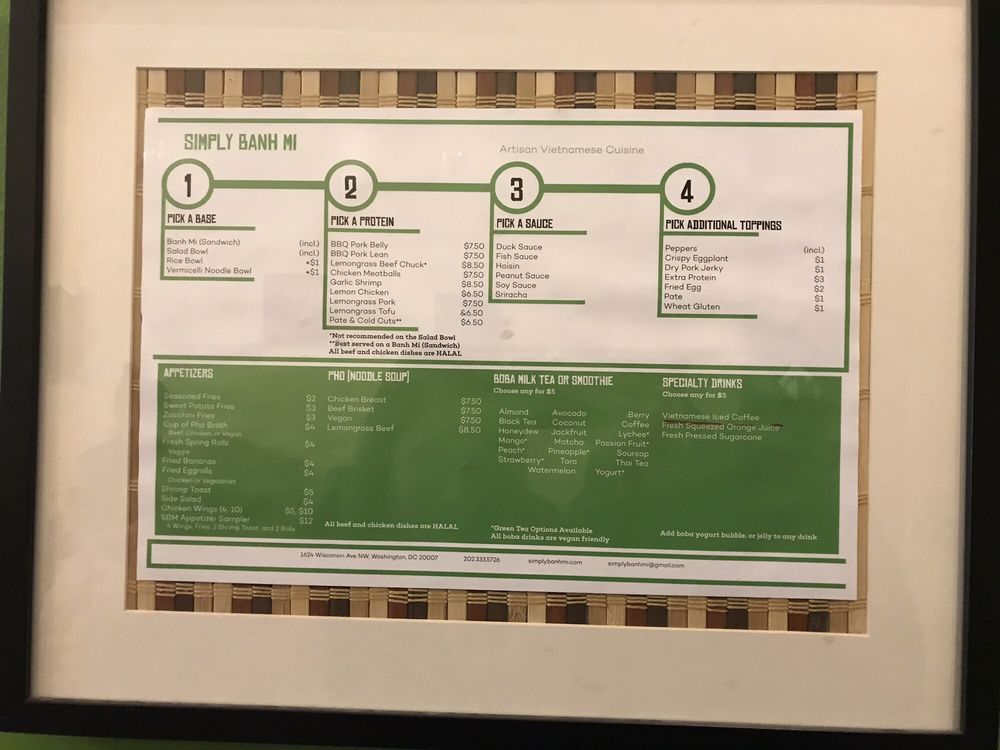 SIMPLY BANH MI
Artisan Vietnamese Cuisine
1
PICK A BASE
Banh Mi (Sandwich) (incl.)
Salad Bowl (incl.)
Rice Bowl +$1
Vermicelli Noodle Bowl +$1
2
PICK A PROTEIN
BBQ Pork Belly $7.50
BBQ Pork Lean $7.50
Lemongrass Beef Chuck* $8.50
Chicken Meatballs $7.50
Garlic Shrimp $8.50
Lemon Chicken $6.50
Lemongrass Pork $7.50
Lemongrass Tofu &6.50
Pate & Cold Cuts** $6.50
*Not recommended on the Salad Bowl
**Bust served on a Banh Mi (Sandwich)
All beef and chicken dishes are HALAL
3
PICK A SAUCE
Duck Sauce
Fish Sauce
Hoisin
Peanut Sauce
Soy Sauce
Sriracha
4
PICK ADDITIONAL TOPPINGS
Peppers (incl.)
Crispy Eggplant $1
Dry Pork Jerky $1
Extra Protein $3
Fried Egg $2
Pate $1
Wheat Gluten $1
APPETIZERS
Seasoned Fries $2
Sweet Potato Fries $3
Zucchini Fries $3
Cup of Pho Broth $4
Beef, Chicken, or Vegan
Fresh Spring Rolls $4
Veggie
Fried Bananas $4
Fried Eggrolls $4
Chicken or Vegetarian
Shrimp Toast $5
Side Salad $4
Chicken Wings (4, 10) $5, $10
SBM Appetizer Sampler $12
4 Wings, Fries, 2 Shrimp Toast, and 2 Rolls
PHO (NOODLE SOUP)
Chicken Breast $7.50
Beef Brisket $7.50
Vegan $7.50
Lemongrass Beef $8.50
All beef and chicken dishes are HALAL
BOBA MILK TEA OR SMOOTHIE
Choose any for $5
Almond Avocado Berry
Black Tea Coconut Coffee
Honeydew Jackfruit Lychee*
Mango* Matcha Passion Fruit*
Peach* Pineapple* Soursop
Strawberry* Taro Thai Tea
Watermelon Yogurt*
*Green Tea Options Available
All boba drinks are vegan friendly
SPECIALTY DRINKS
Choose any for $5
Vietnamese Iced Coffee
Fresh Squeezed Orange Juice
Fresh Pressed Sugarcane
Add boba yogurt bubble, or jelly to any drink
1624 Wisconsin Ave NW, Washington, DC 20007 202.333.5726 simplybanhmi.com simplybanhmi@gmail.com